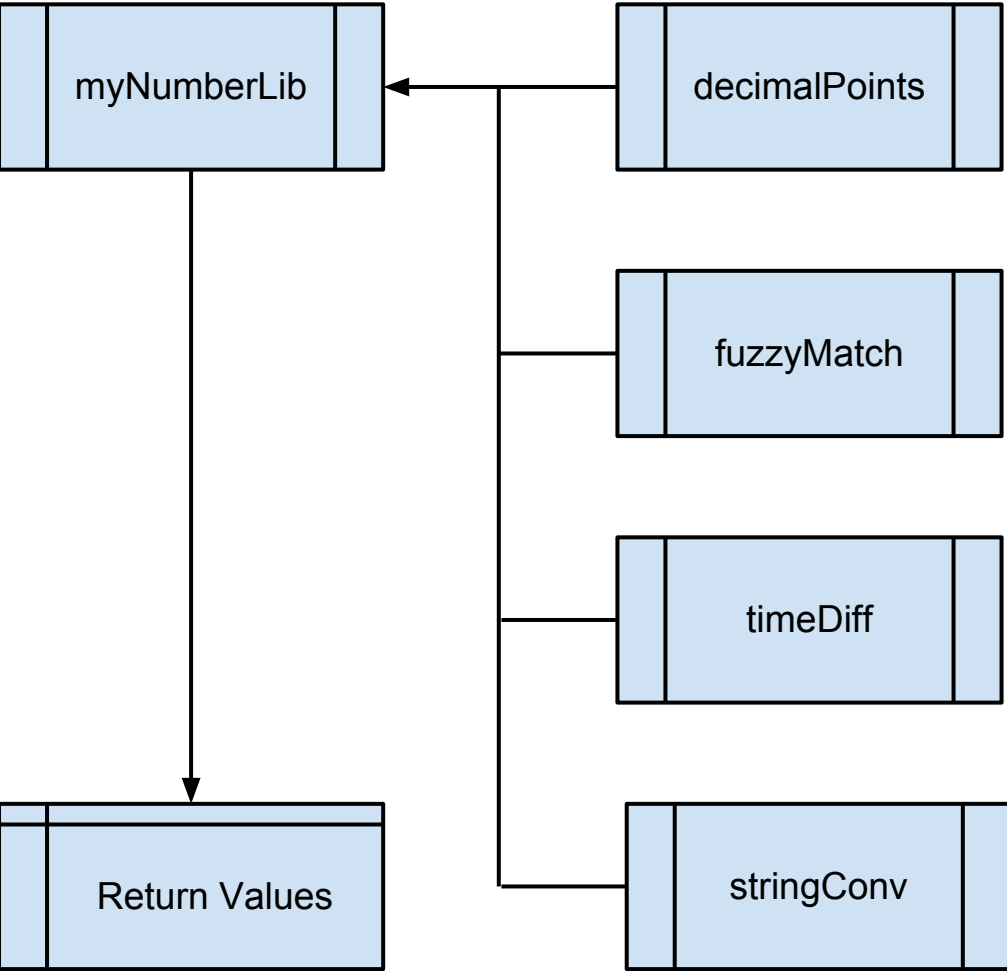 myNumberLib
decimalPoints
fuzzyMatch
timeDiff
Return Values
stringConv